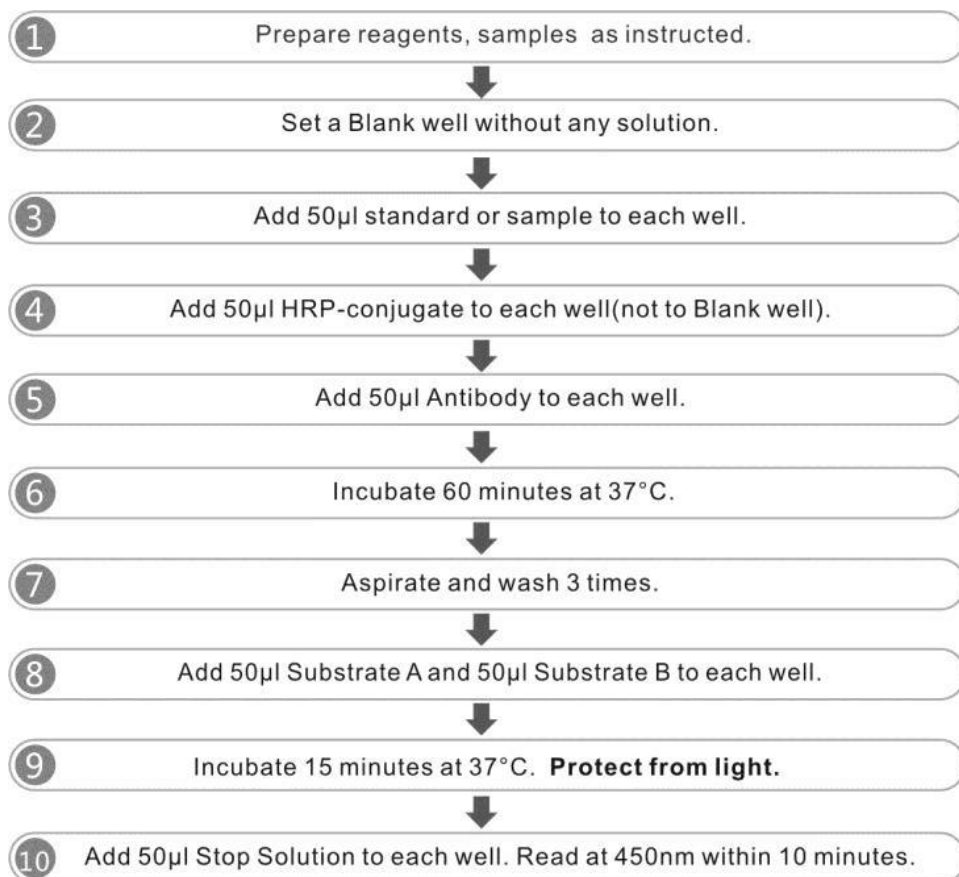 1 Prepare reagents, samples as instructed.
2 Set a Blank well without any solution.
3 Add 50μl standard or sample to each well.
4 Add 50μl HRP-conjugate to each well(not to Blank well).
5 Add 50μl Antibody to each well.
6 Incubate 60 minutes at 37°C.
7 Aspirate and wash 3 times.
8 Add 50μl Substrate A and 50μl Substrate B to each well.
9 Incubate 15 minutes at 37°C. Protect from light.
10 Add 50μl Stop Solution to each well. Read at 450nm within 10 minutes.